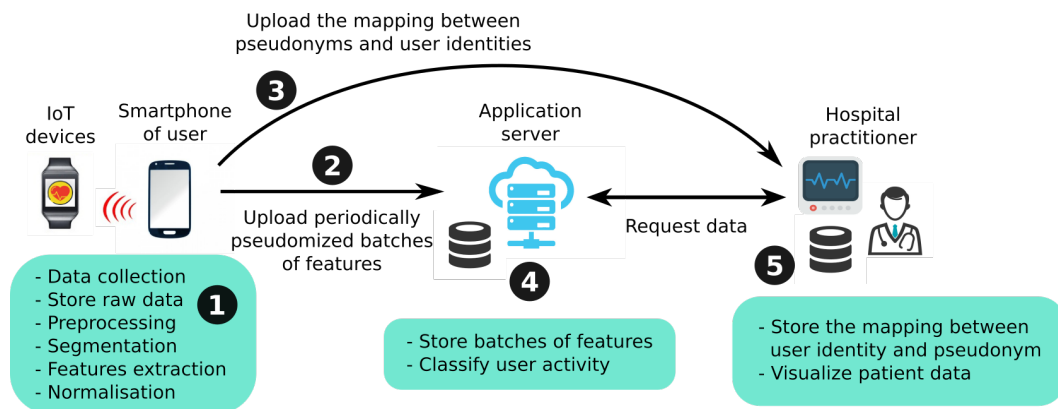 Upload the mapping between
pseudonyms and user identities
3
IoT
devices
Smartphone
of user
Application
server
Hospital
practitioner
2
Upload periodically
pseudomized batches
of features
Request data
4
5
1
- Data collection
- Store raw data
- Preprocessing
- Segmentation
- Features extraction
- Normalisation
- Store batches of features
- Classify user activity
- Store the mapping between
user identity and pseudonym
- Visualize patient data